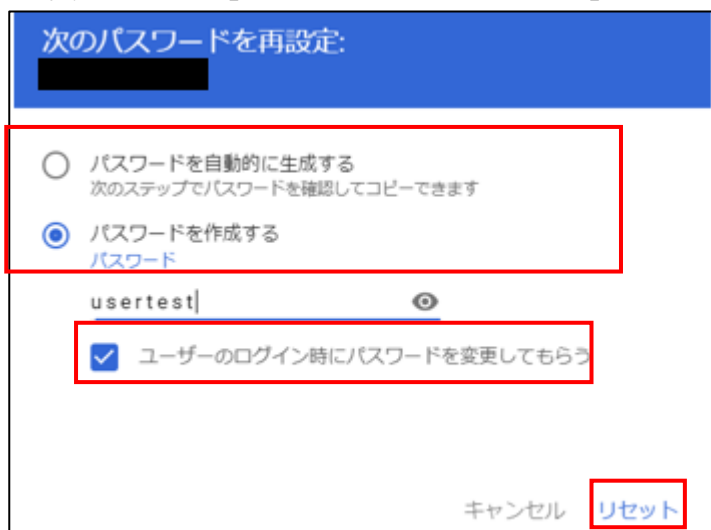 次のパスワードを再設定:
パスワードを自動的に生成する
次のステップでパスワードを確認してコピーできます
パスワードを作成する
パスワード
usertest
ユーザーのログイン時にパスワードを変更してもらう
キャンセル リセット